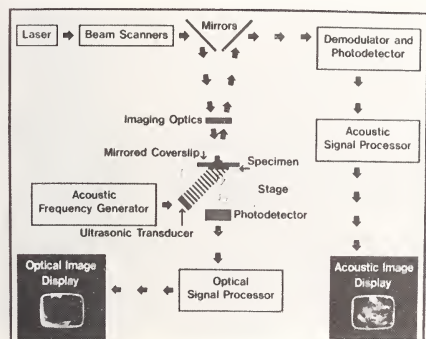 Mirrors
Laser
Beam Scanners
Demodulator and
Photodetector
Imaging Optics
Mirrored Coverslip
Specimen
Acoustic
Signal Processor
Stage
Acoustic
Frequency Generator
Photodetector
Ultrasonic Transducer
Optical Image
Display
Optical
Signal Processor
Acoustic Image
Display